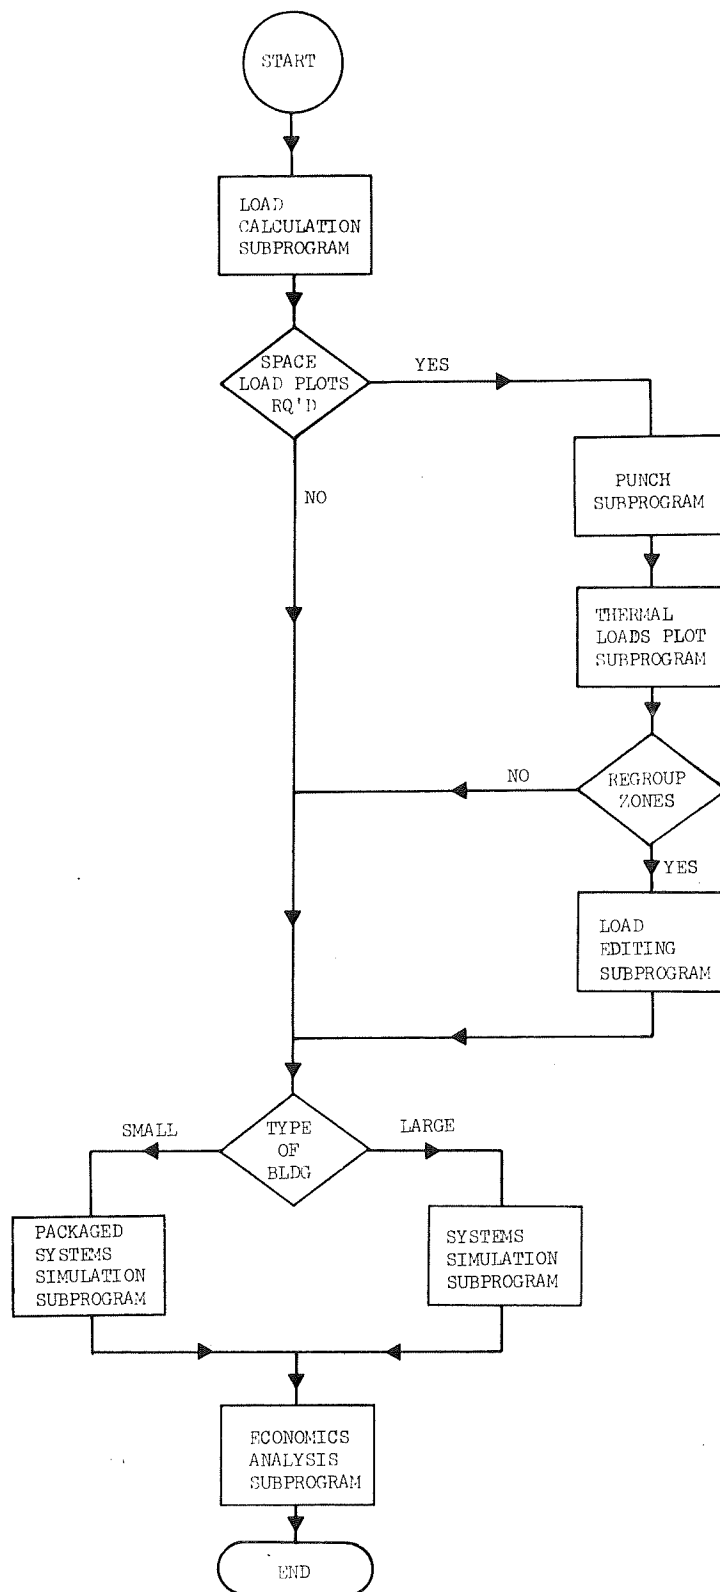 START
LOAD
CALCULATION
SUBPROGRAM
SPACE
LOAD PLOTS
RQ'D
YES
NO
PUNCH
SUBPROGRAM
THERMAL
LOADS PLOT
SUBPROGRAM
REGROUP
ZONES
NO
YES
LOAD
EDITING
SUBPROGRAM
TYPE
OF
BLDG
SMALL
LARGE
PACKAGED
SYSTEMS
SIMULATION
SUBPROGRAM
SYSTEMS
SIMULATION
SUBPROGRAM
ECONOMICS
ANALYSIS
SUBPROGRAM
END